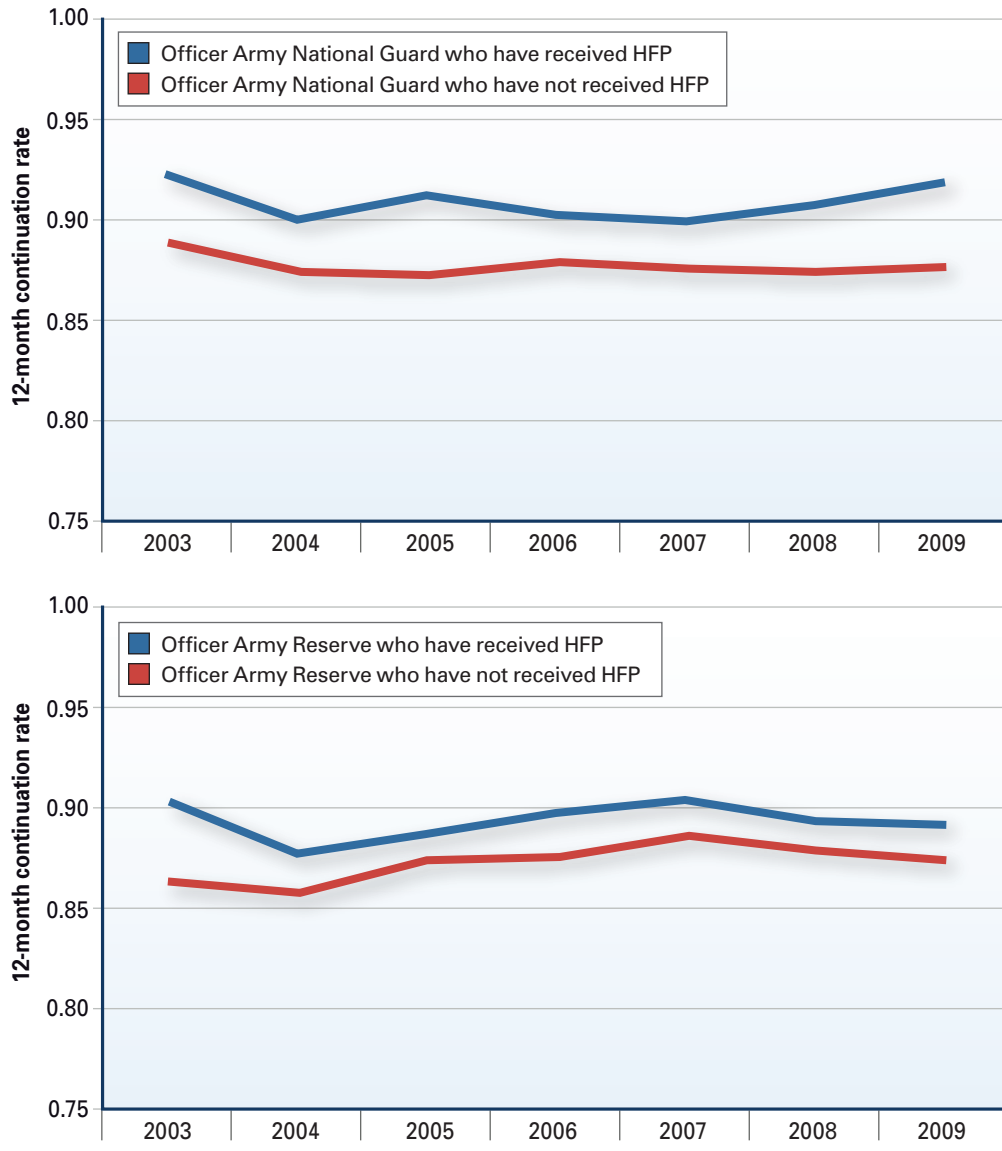 1.00
Officer Army National Guard who have received HFP
Officer Army National Guard who have not received HFP
0.95
0.90
0.85
0.80
0.75
12-month continuation rate
2003 2004 2005 2006 2007 2008 2009
1.00
Officer Army Reserve who have received HFP
Officer Army Reserve who have not received HFP
0.95
0.90
0.85
0.80
0.75
12-month continuation rate
2003 2004 2005 2006 2007 2008 2009